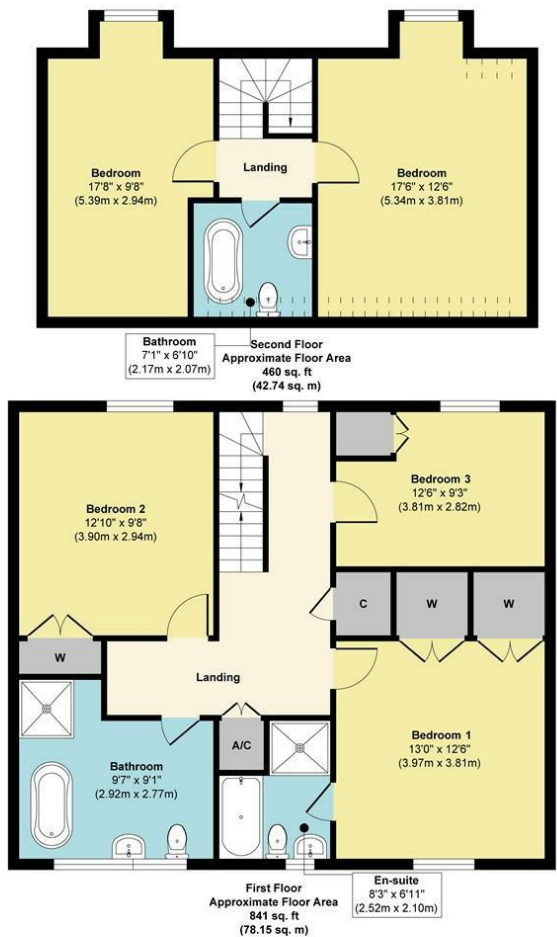 Bedroom
17'8" x 9'8"
(5.39m x 2.94m)
Landing
Bedroom
17'6" x 12'6"
(5.34m x 3.81m)
Bathroom
7'1" x 6'10"
(2.17m x 2.07m)
Second Floor
Approximate Floor Area
460 sq. ft
(42.74 sq. m)
Bedroom 2
12'10" x 9'8"
(3.90m x 2.94m)
Bedroom 3
12'6" x 9'3"
(3.81m x 2.82m)
C
W
W
W
Landing
A/C
Bedroom 1
13'0" x 12'6"
(3.97m x 3.81m)
Bathroom
9'7" x 9'1"
(2.92m x 2.77m)
En-suite
8'3" x 6'11"
(2.52m x 2.10m)
First Floor
Approximate Floor Area
841 sq. ft
(78.15 sq. m)